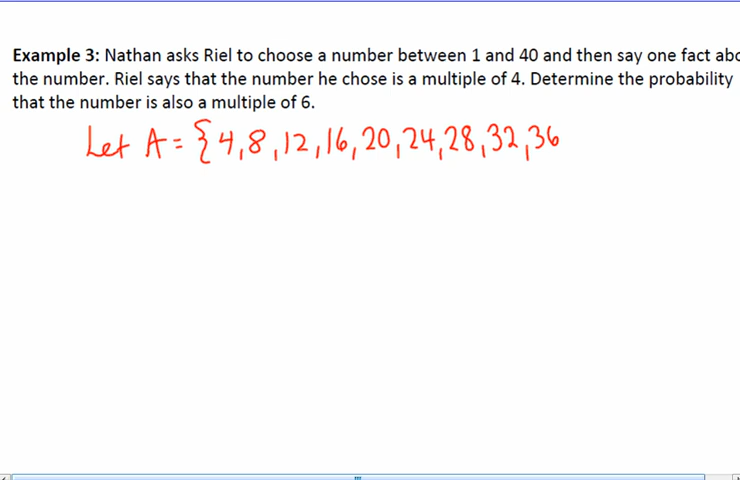 Example 3: Nathan asks Riel to choose a number between 1 and 40 and then say one fact abo
the number. Riel says that the number he chose is a multiple of 4. Determine the probability
that the number is also a multiple of 6.
Let A = {4,8,12,16,20,24,28,32,36